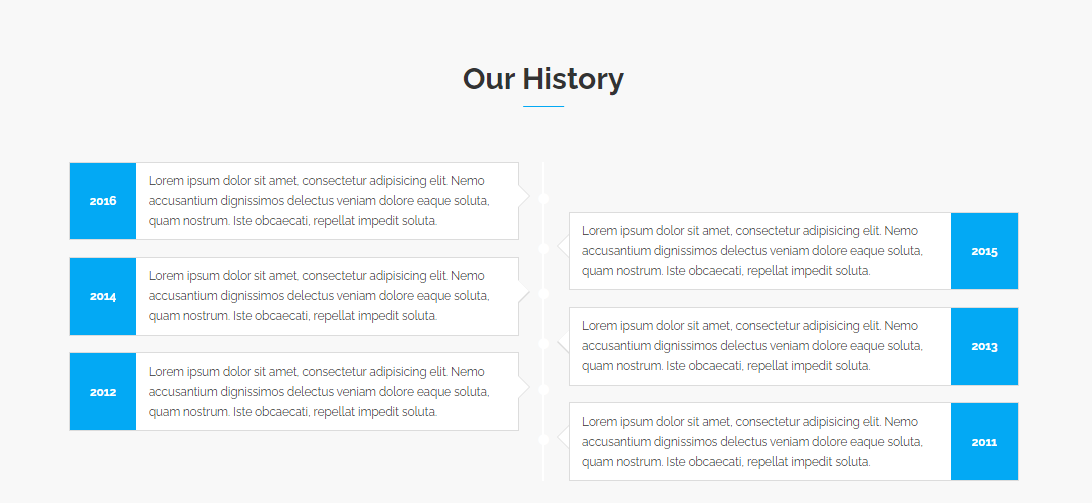 Our History
2016
Lorem ipsum dolor sit amet, consectetur adipisicing elit. Nemo
accusantium dignissimos delectus veniam dolore eaque soluta,
quam nostrum. Iste obcaecati, repellat impedit soluta.
Lorem ipsum dolor sit amet, consectetur adipisicing elit. Nemo
accusantium dignissimos delectus veniam dolore eaque soluta,
quam nostrum. Iste obcaecati, repellat impedit soluta.
2015
2014
Lorem ipsum dolor sit amet, consectetur adipisicing elit. Nemo
accusantium dignissimos delectus veniam dolore eaque soluta,
quam nostrum. Iste obcaecati, repellat impedit soluta.
Lorem ipsum dolor sit amet, consectetur adipisicing elit. Nemo
accusantium dignissimos delectus veniam dolore eaque soluta,
quam nostrum. Iste obcaecati, repellat impedit soluta.
2013
2012
Lorem ipsum dolor sit amet, consectetur adipisicing elit. Nemo
accusantium dignissimos delectus veniam dolore eaque soluta,
quam nostrum. Iste obcaecati, repellat impedit soluta.
Lorem ipsum dolor sit amet, consectetur adipisicing elit. Nemo
accusantium dignissimos delectus veniam dolore eaque soluta,
quam nostrum. Iste obcaecati, repellat impedit soluta.
2011